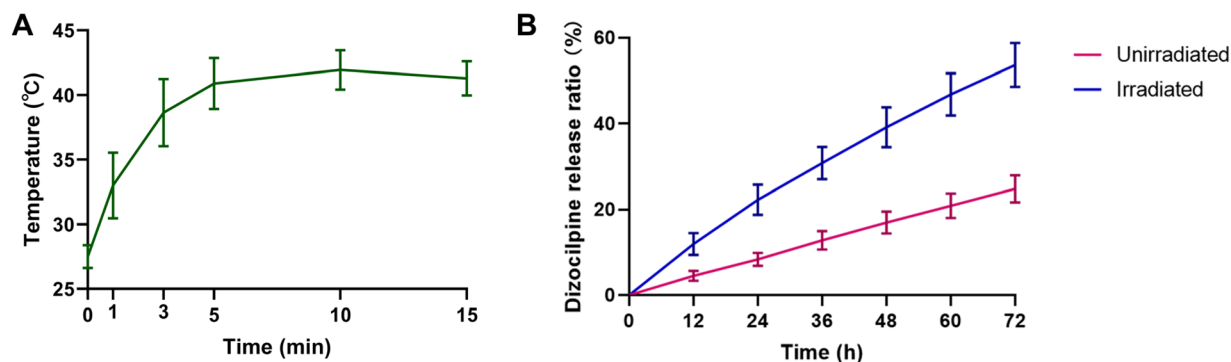 A
Temperature (℃)
45
40
35
30
25
0 1 3 5 10 15
Time (min)
B
Dizocilpine release ratio (%)
60
40
20
0
0 12 24 36 48 60 72
Time (h)
Unirradiated
Irradiated